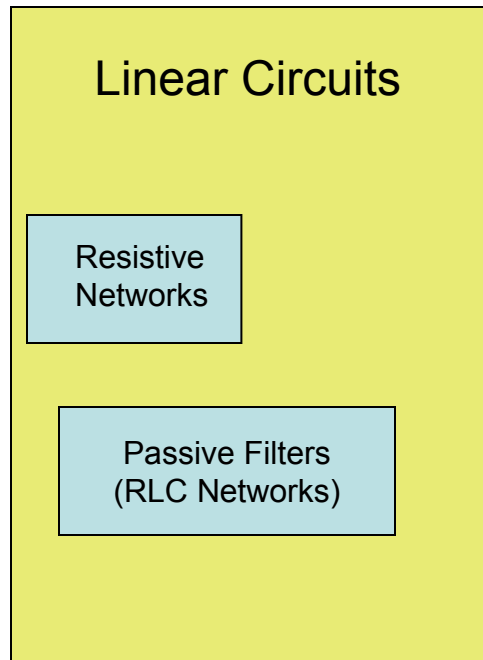 Linear Circuits
Resistive
Networks
Passive Filters
(RLC Networks)